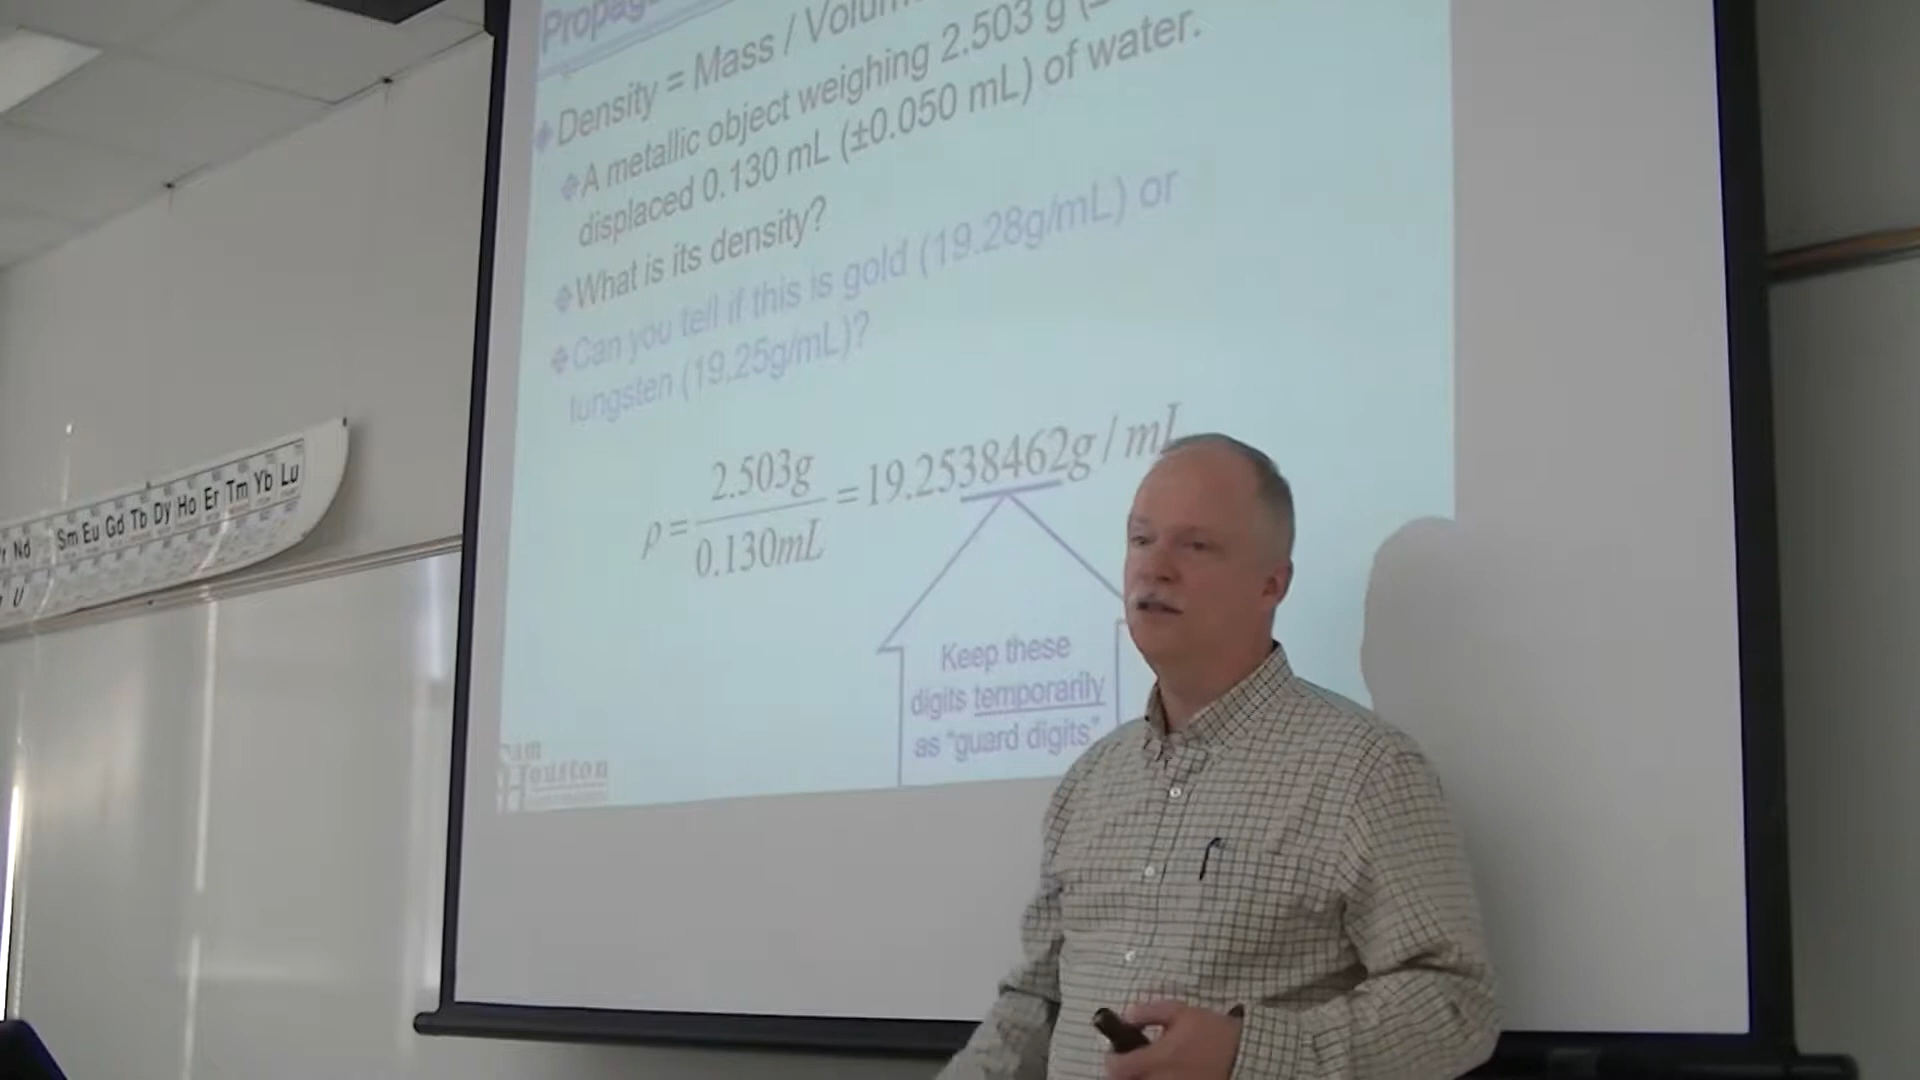 Density = Mass /
A metallic object weighing 2.503 g
displaced 0.130 mL (±0.050 mL) of water.
What is its density?
Can you tell if this is gold (19.28g/mL) or
tungsten (19.25g/mL)?
ρ = 2.503g / 0.130mL = 19.2538462g / mL
Keep these
digits temporarily
as "guard digits"
Houston
Nd Sm Eu Gd Tb Dy Ho Er Tm Yb Lu
U